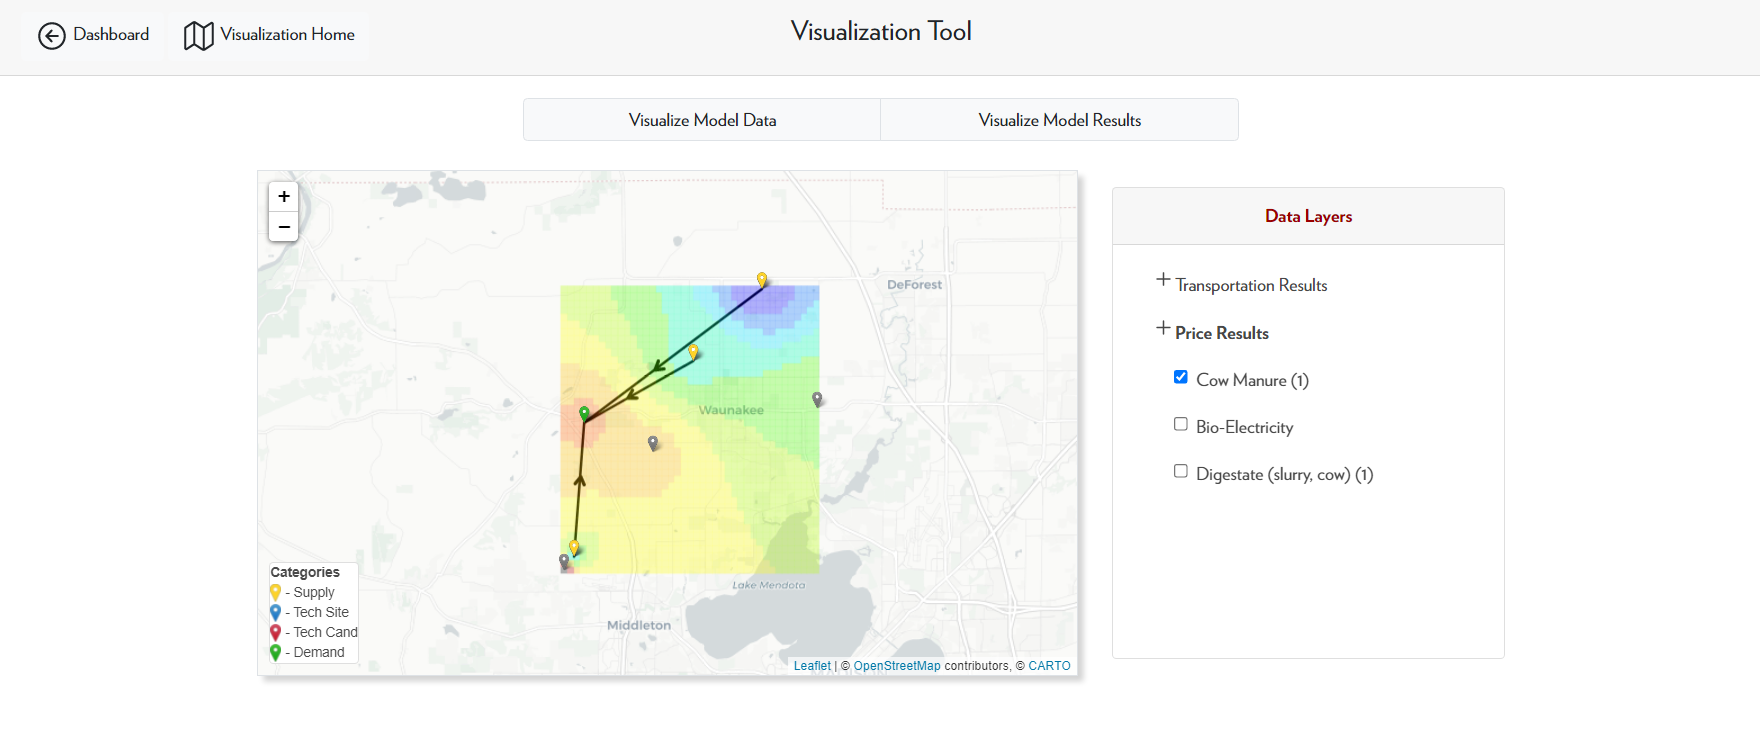 Dashboard
Visualization Home
Visualization Tool
Visualize Model Data
Visualize Model Results
+
−
DeForest
Waunakee
Lake Mendota
Middleton
Categories
- Supply
- Tech Site
- Tech Cand
- Demand
Leaflet | © OpenStreetMap contributors, © CARTO
Data Layers
Transportation Results
Price Results
Cow Manure (1)
Bio-Electricity
Digestate (slurry, cow) (1)